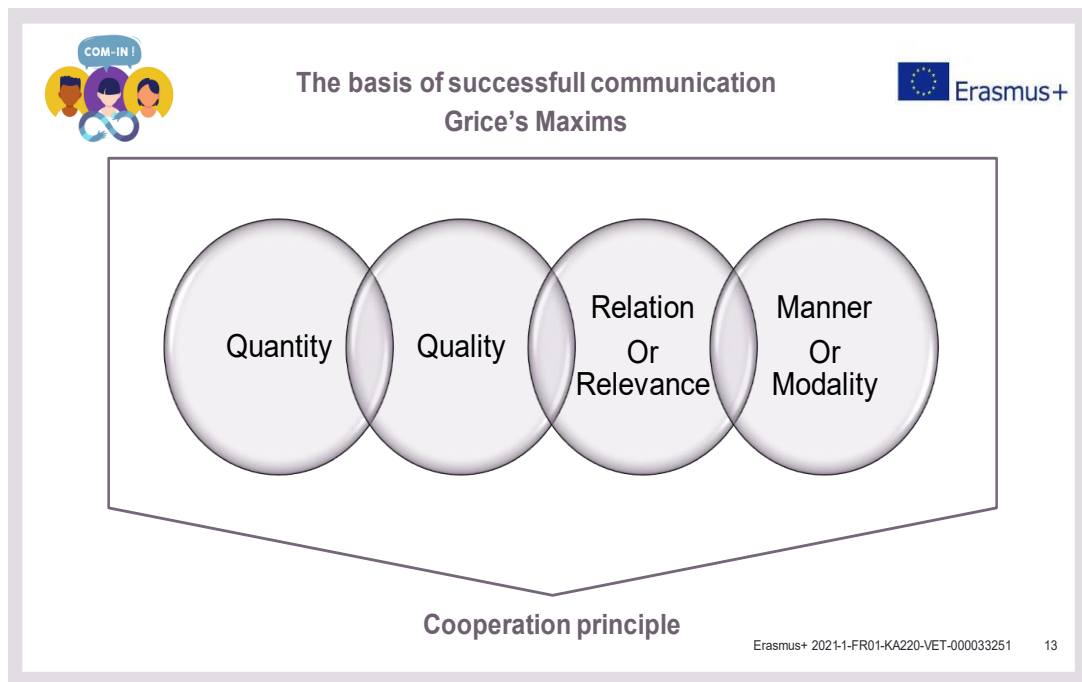 COM-IN !
The basis of successfull communication
Grice's Maxims
Erasmus+
Quantity
Quality
Relation
Or
Relevance
Manner
Or
Modality
Cooperation principle
Erasmus+ 2021-1-FR01-KA220-VET-000033251 13